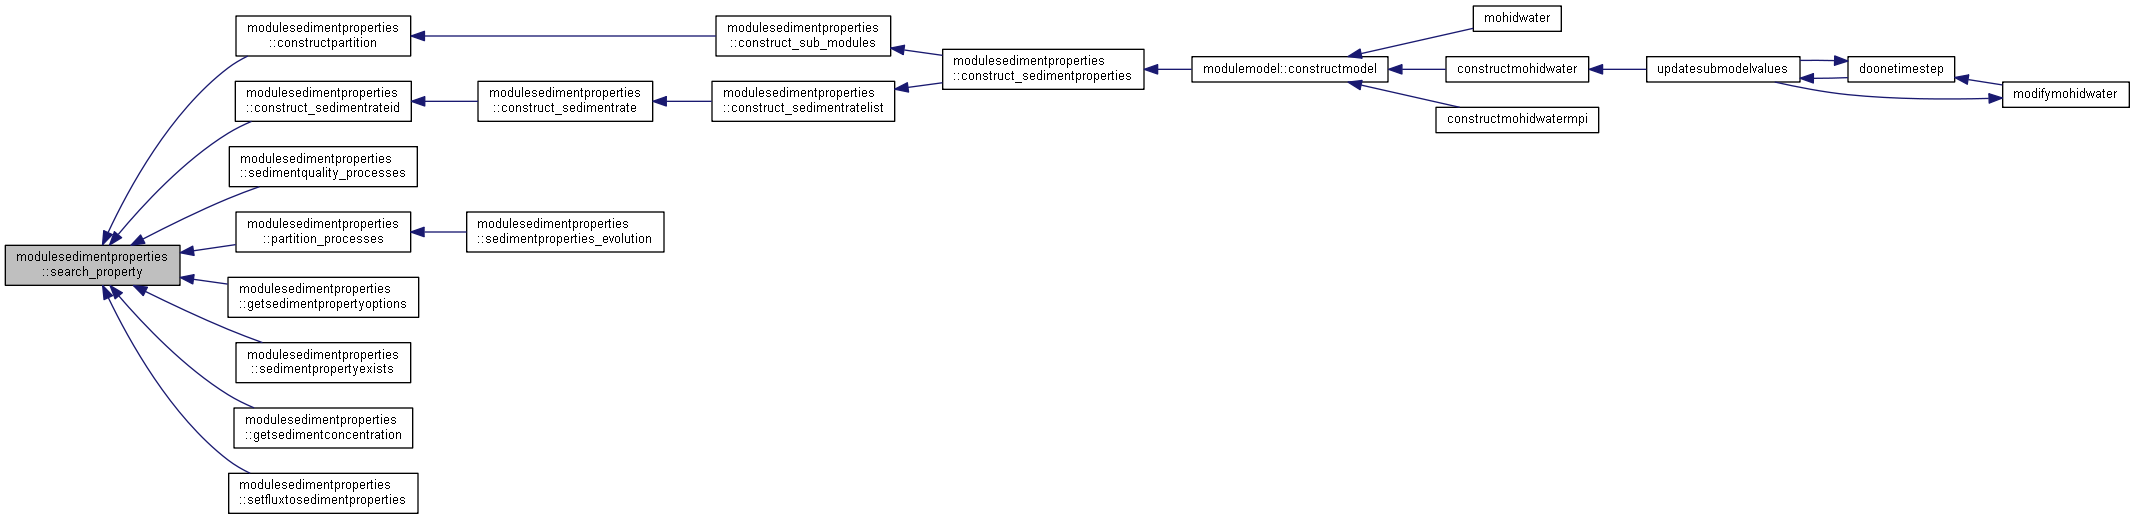 modulesedimentproperties
::search_property
modulesedimentproperties
::constructpartition
modulesedimentproperties
::construct_sub_modules
modulesedimentproperties
::construct_sedimentproperties
modulemodel::constructmodel
mohidwater
constructmohidwater
updatesubmodelvalues
doonetimestep
modifymohidwater
constructmohidwatermpi
modulesedimentproperties
::construct_sedimentrateid
modulesedimentproperties
::construct_sedimentrate
modulesedimentproperties
::construct_sedimentratelist
modulesedimentproperties
::sedimentquality_processes
modulesedimentproperties
::partition_processes
modulesedimentproperties
::sedimentproperties_evolution
modulesedimentproperties
::getsedimentpropertyoptions
modulesedimentproperties
::sedimentpropertyexists
modulesedimentproperties
::getsedimentconcentration
modulesedimentproperties
::setfluxtosedimentproperties